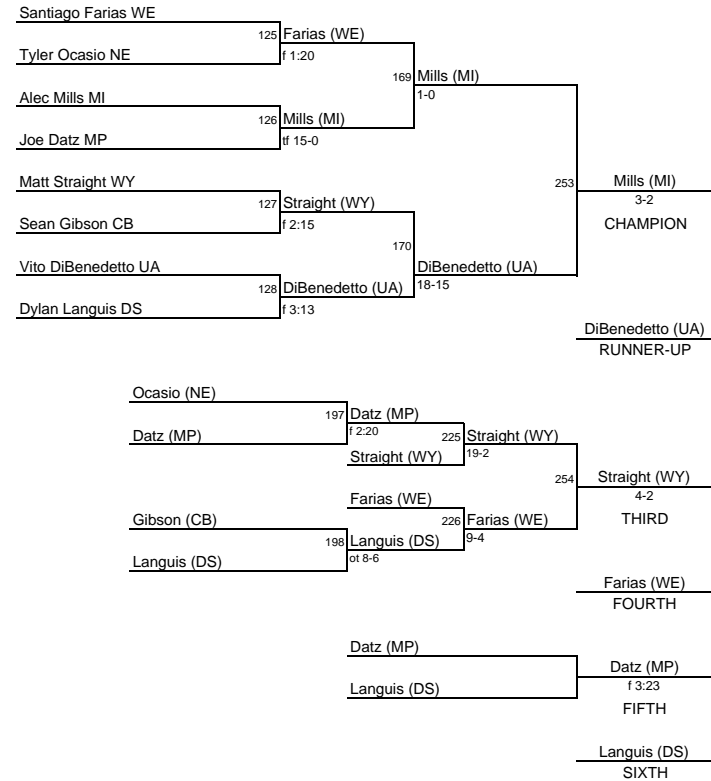 Santiago Farias WE
125 Farias (WE)
Tyler Ocasio NE
f 1:20
169 Mills (MI)
1-0
Alec Mills MI
126 Mills (MI)
Joe Datz MP
tf 15-0
Matt Straight WY
253 Mills (MI)
3-2
CHAMPION
127 Straight (WY)
Sean Gibson CB
f 2:15
170
Vito DiBenedetto UA
DiBenedetto (UA)
18-15
128 DiBenedetto (UA)
Dylan Languis DS
f 3:13
DiBenedetto (UA)
RUNNER-UP
Ocasio (NE)
197 Datz (MP)
Datz (MP)
f 2:20
225 Straight (WY)
19-2
Straight (WY)
254 Straight (WY)
4-2
THIRD
Farias (WE)
Gibson (CB)
226 Farias (WE)
9-4
198 Languis (DS)
ot 8-6
Languis (DS)
Farias (WE)
FOURTH
Datz (MP)
Datz (MP)
f 3:23
Languis (DS)
FIFTH
Languis (DS)
SIXTH